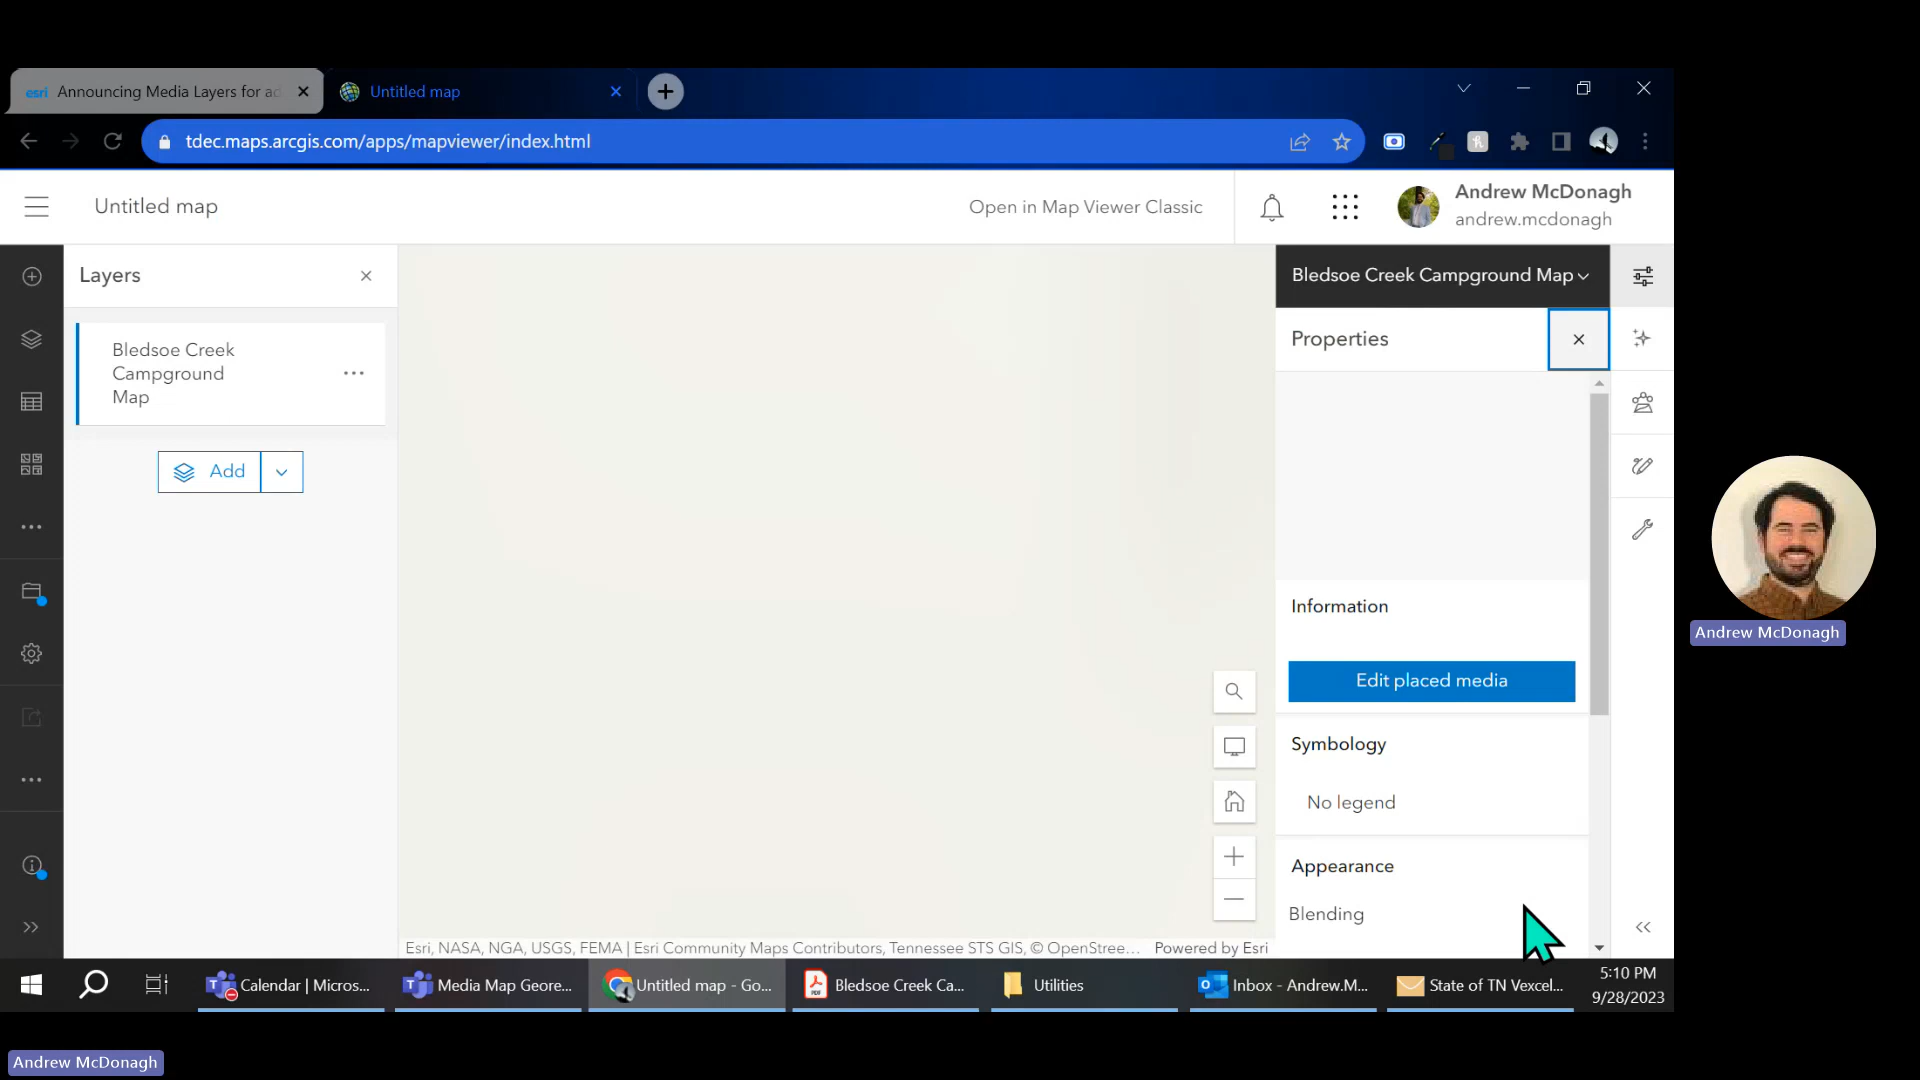 esri Announcing Media Layers for ad
Untitled map
tdec.maps.arcgis.com/apps/mapviewer/index.html
Untitled map
Open in Map Viewer Classic
Andrew McDonagh
andrew.mcdonagh
Layers
Bledsoe Creek Campground Map
Properties
Bledsoe Creek
Campground
Map
Add
Information
Edit placed media
Symbology
No legend
Appearance
Blending
Andrew McDonagh
Esri, NASA, NGA, USGS, FEMA | Esri Community Maps Contributors, Tennessee STS GIS, © OpenStree... Powered by Esri
Calendar | Micros...
Media Map Geore...
Untitled map - Go...
Bledsoe Creek Ca...
Utilities
Inbox - Andrew.M...
State of TN Vexcel...
5:10 PM
9/28/2023
Andrew McDonagh